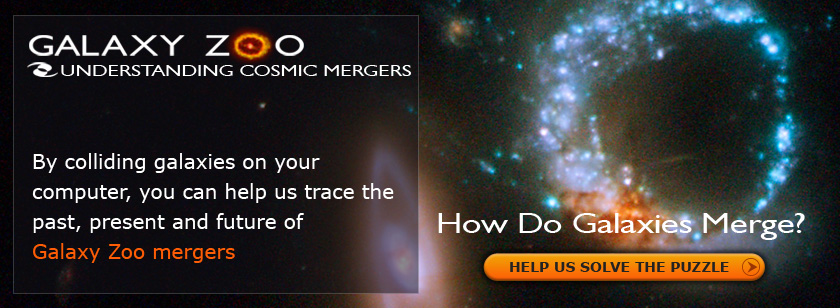 GALAXY ZOO
UNDERSTANDING COSMIC MERGERS
By colliding galaxies on your
computer, you can help us trace the
past, present and future of
Galaxy Zoo mergers
How Do Galaxies Merge?
HELP US SOLVE THE PUZZLE